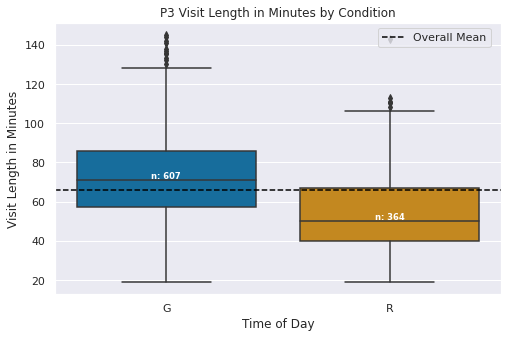 P3 Visit Length in Minutes by Condition
Overall Mean
Visit Length in Minutes
140
120
100
80
60
40
20
n: 607
n: 364
G
R
Time of Day